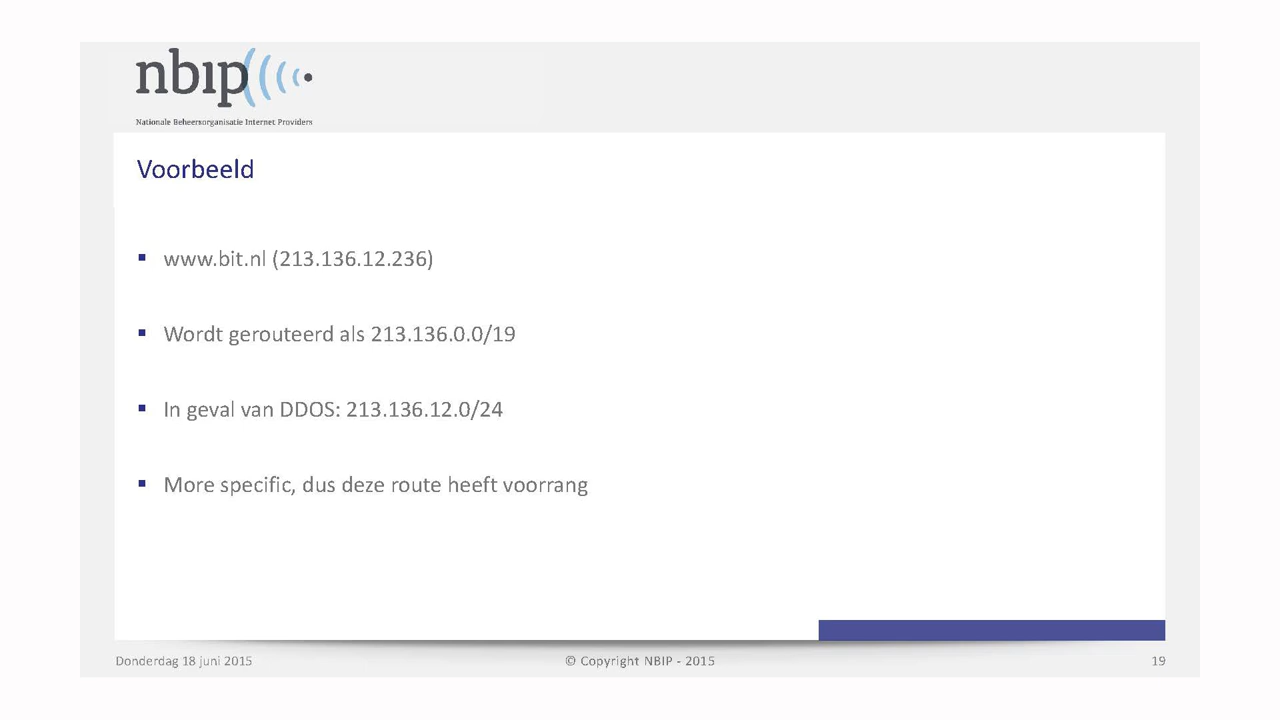 nbip
Nationale Beheersorganisatie Internet Providers
Voorbeeld
www.bit.nl (213.136.12.236)
Wordt gerouteerd als 213.136.0.0/19
In geval van DDOS: 213.136.12.0/24
More specific, dus deze route heeft voorrang
Donderdag 18 juni 2015
© Copyright NBIP - 2015
19